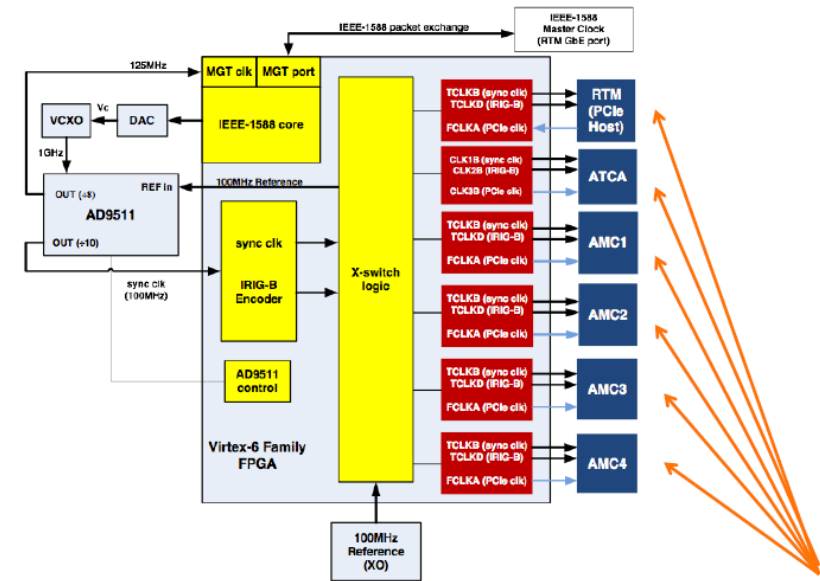 IEEE-1588 packet exchange
IEEE-1588
Master Clock
(RTM GbE port)
125MHz
MGT clk
MGT port
IEEE-1588 core
VCXO
Vc
DAC
1GHz
100MHz Reference
OUT (÷8)
REF in
AD9511
OUT (÷10)
sync clk
(100MHz)
sync clk
IRIG-B
Encoder
AD9511
control
Virtex-6 Family
FPGA
X-switch
logic
100MHz
Reference
(XO)
TCLKB (sync clk)
TCLKD (IRIG-B)
FCLKA (PCIe clk)
RTM
(PCIe
Host)
CLK1B (sync clk)
CLK2B (IRIG-B)
CLK3B (PCIe clk)
ATCA
TCLKB (sync clk)
TCLKD (IRIG-B)
FCLKA (PCIe clk)
AMC1
TCLKB (sync clk)
TCLKD (IRIG-B)
FCLKA (PCIe clk)
AMC2
TCLKB (sync clk)
TCLKD (IRIG-B)
FCLKA (PCIe clk)
AMC3
TCLKB (sync clk)
TCLKD (IRIG-B)
FCLKA (PCIe clk)
AMC4